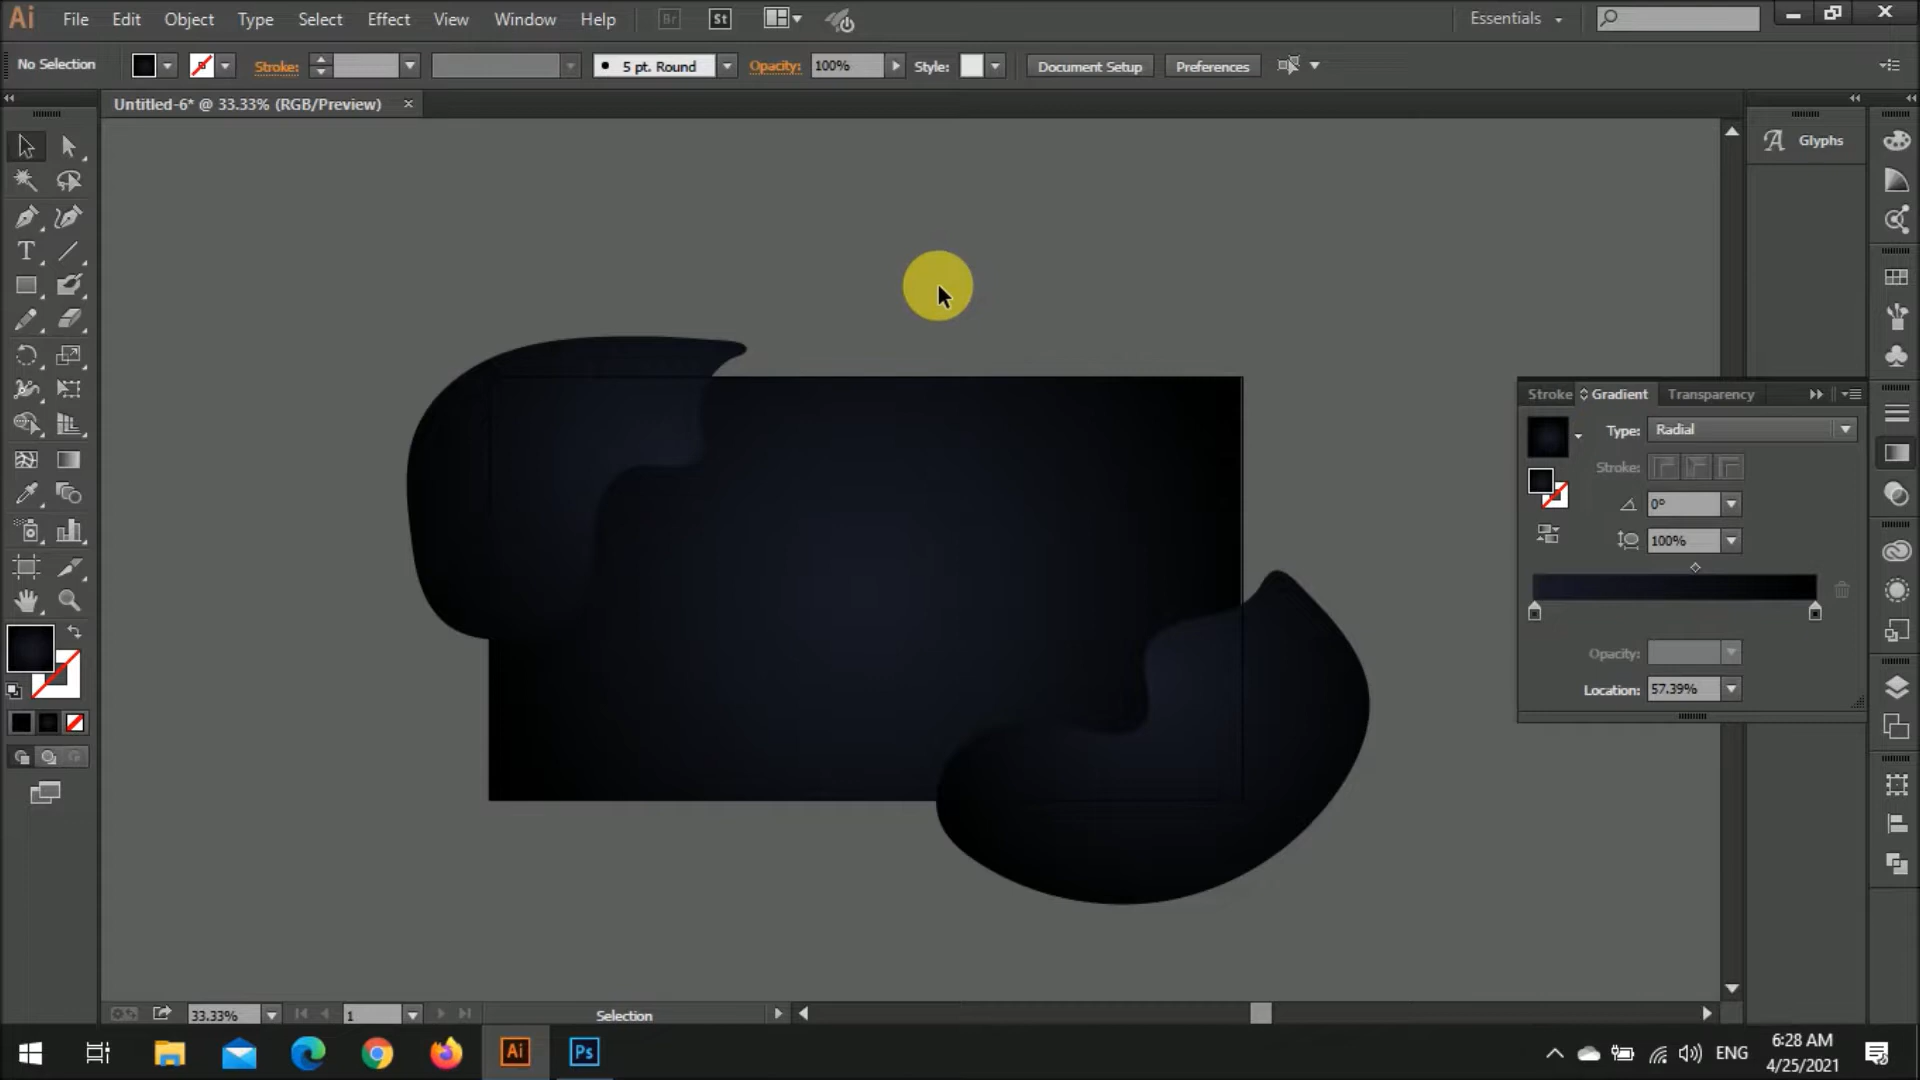 Ai File Edit Object Type Select Effect View Window Help Br St Essentials
No Selection Stroke: 5 pt. Round Opacity: 100% Style: Document Setup Preferences
Untitled-6* @ 33.33% (RGB/Preview) ×
Glyphs
Stroke Gradient Transparency
Type: Radial
Stroke:
0°
100%
Opacity:
Location: 57.39%
33.33% 1 Selection
Ai Ps ENG 6:28 AM
4/25/2021